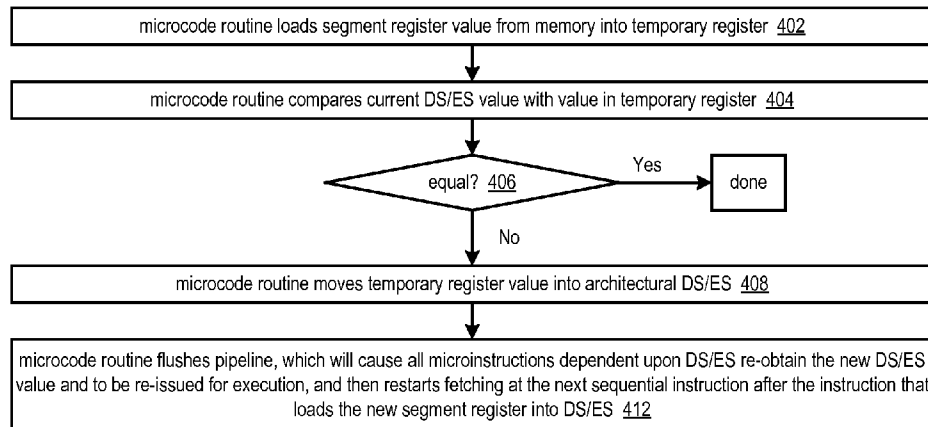 microcode routine loads segment register value from memory into temporary register 402
microcode routine compares current DS/ES value with value in temporary register 404
equal? 406
Yes
done
No
microcode routine moves temporary register value into architectural DS/ES 408
microcode routine flushes pipeline, which will cause all microinstructions dependent upon DS/ES re-obtain the new DS/ES
value and to be re-issued for execution, and then restarts fetching at the next sequential instruction after the instruction that
loads the new segment register into DS/ES 412